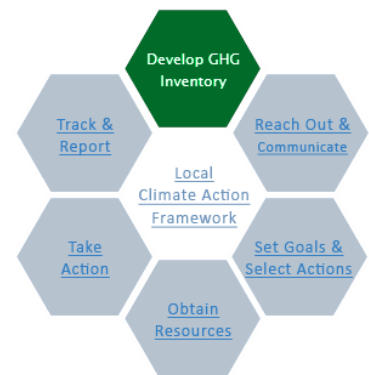 Develop GHG
Inventory
Reach Out &
Communicate
Set Goals &
Select Actions
Obtain
Resources
Take
Action
Track &
Report
Local
Climate Action
Framework